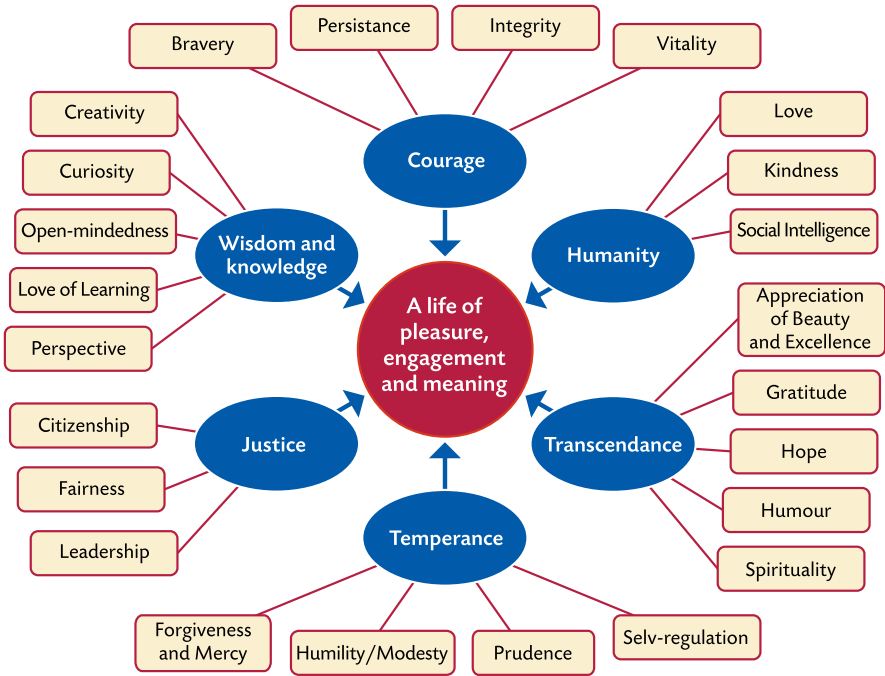 Bravery
Persistance
Integrity
Vitality
Courage
Creativity
Curiosity
Open-mindedness
Love of Learning
Perspective
Wisdom and
knowledge
Love
Kindness
Social Intelligence
Humanity
A life of
pleasure,
engagement
and meaning
Citizenship
Fairness
Leadership
Justice
Appreciation
of Beauty
and Excellence
Gratitude
Hope
Humour
Spirituality
Transcendance
Temperance
Forgiveness
and Mercy
Humility/Modesty
Prudence
Selv-regulation